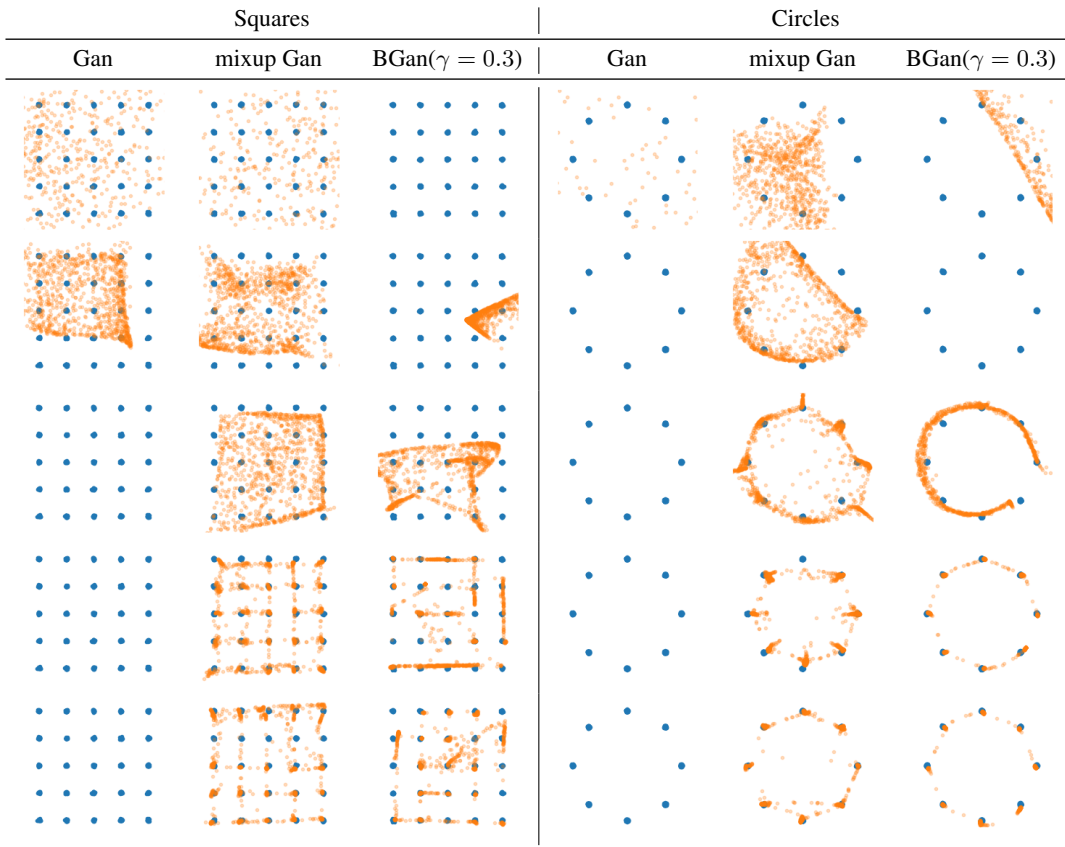 Squares Circles
Gan mixup Gan BGan(γ = 0.3) Gan mixup Gan BGan(γ = 0.3)